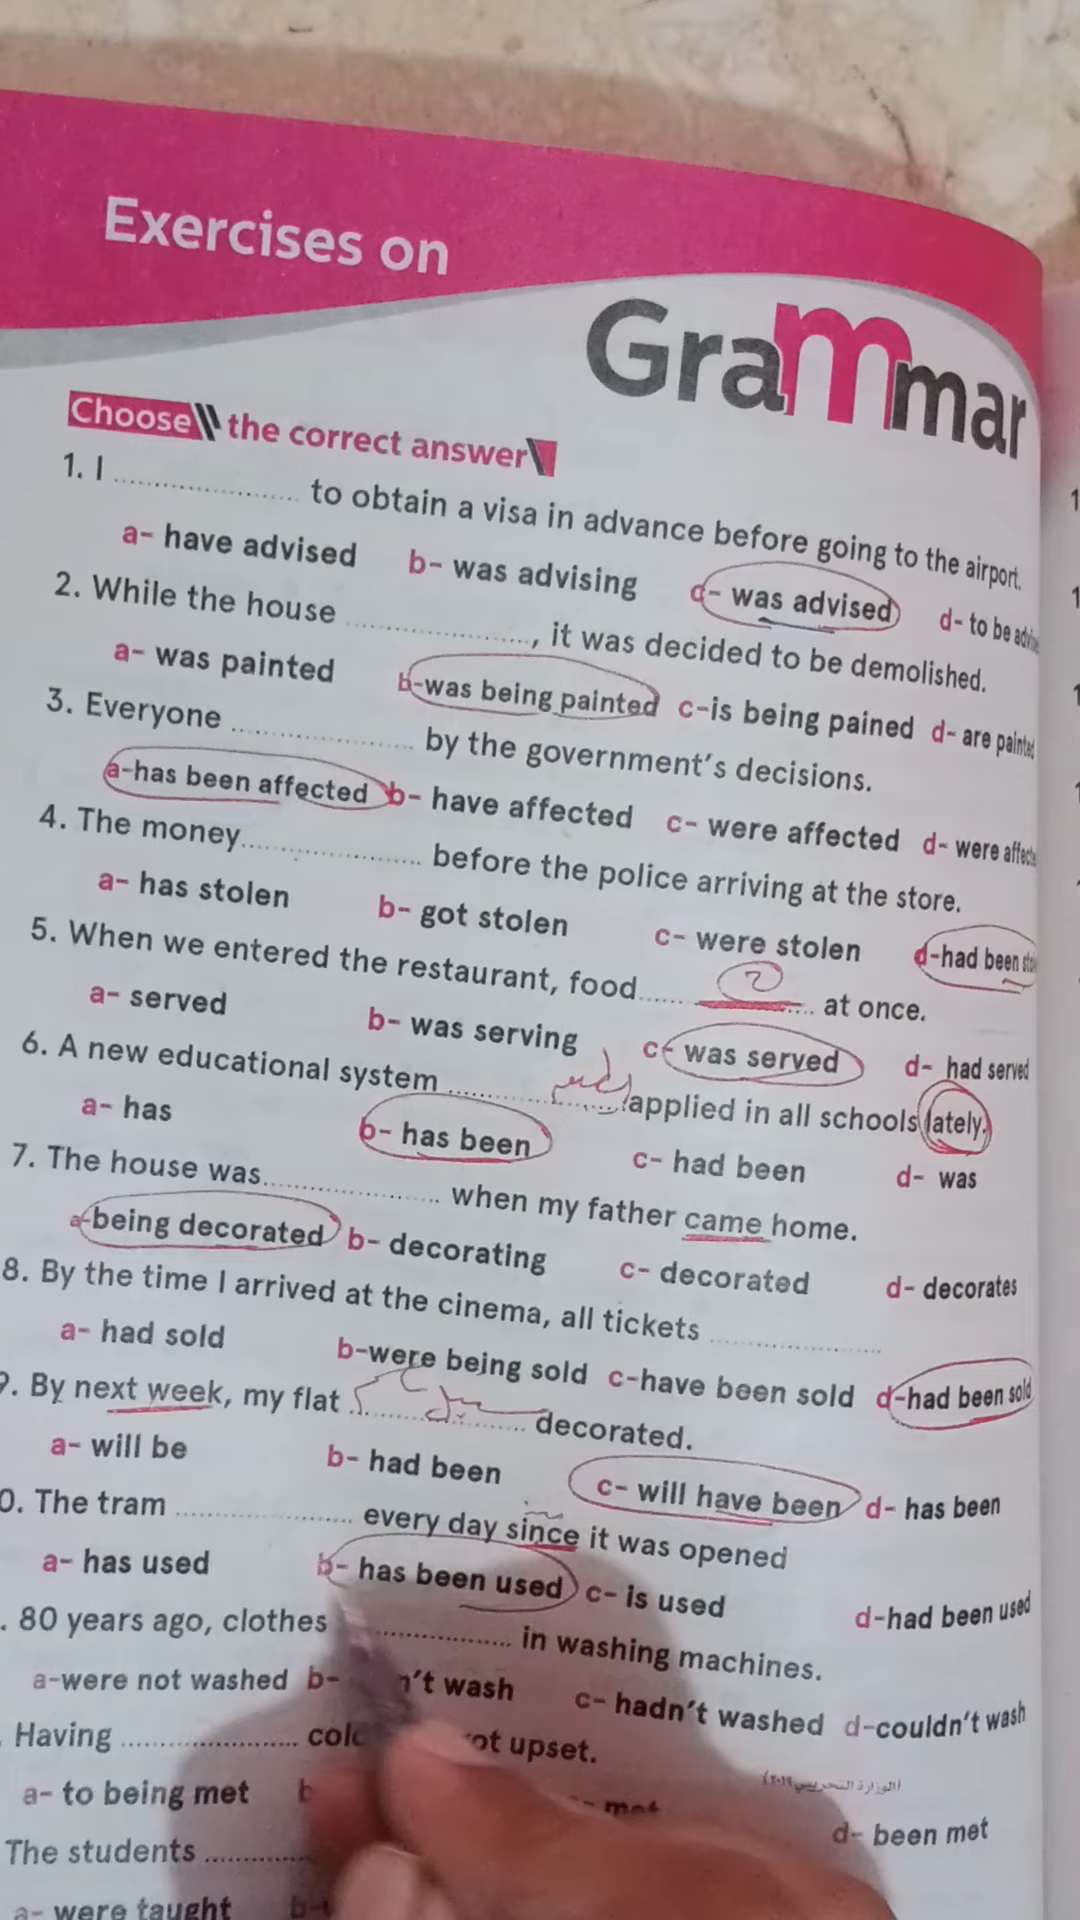 Exercises on
Grammar
Choose the correct answer
1. I .................... to obtain a visa in advance before going to the airport.
a- have advised b- was advising c- was advised d- to be
2. While the house ...................., it was decided to be demolished.
a- was painted b-was being painted c-is being pained d- are painted
3. Everyone .................... by the government's decisions.
a-has been affected b- have affected c- were affected d- were
4. The money.................... before the police arriving at the store.
a- has stolen b- got stolen c- were stolen d-had been
5. When we entered the restaurant, food.................... at once.
a- served b- was serving c- was served d- had served
6. A new educational system .................... applied in all schools lately.
a- has b- has been c- had been d- was
7. The house was.................... when my father came home.
a-being decorated b- decorating c- decorated d- decorates
8. By the time I arrived at the cinema, all tickets ....................
a- had sold b-were being sold c-have been sold d-had been sold
. By next week, my flat .................... decorated.
a- will be b- had been c- will have been d- has been
0. The tram .................... every day since it was opened
a- has used b- has been used c- is used d-had been used
. 80 years ago, clothes .................... in washing machines.
a-were not washed b- n't wash c- hadn't washed d-couldn't wash
Having .................... upset.
a- to being met b met d- been met
The students ....................
a- were taught b-